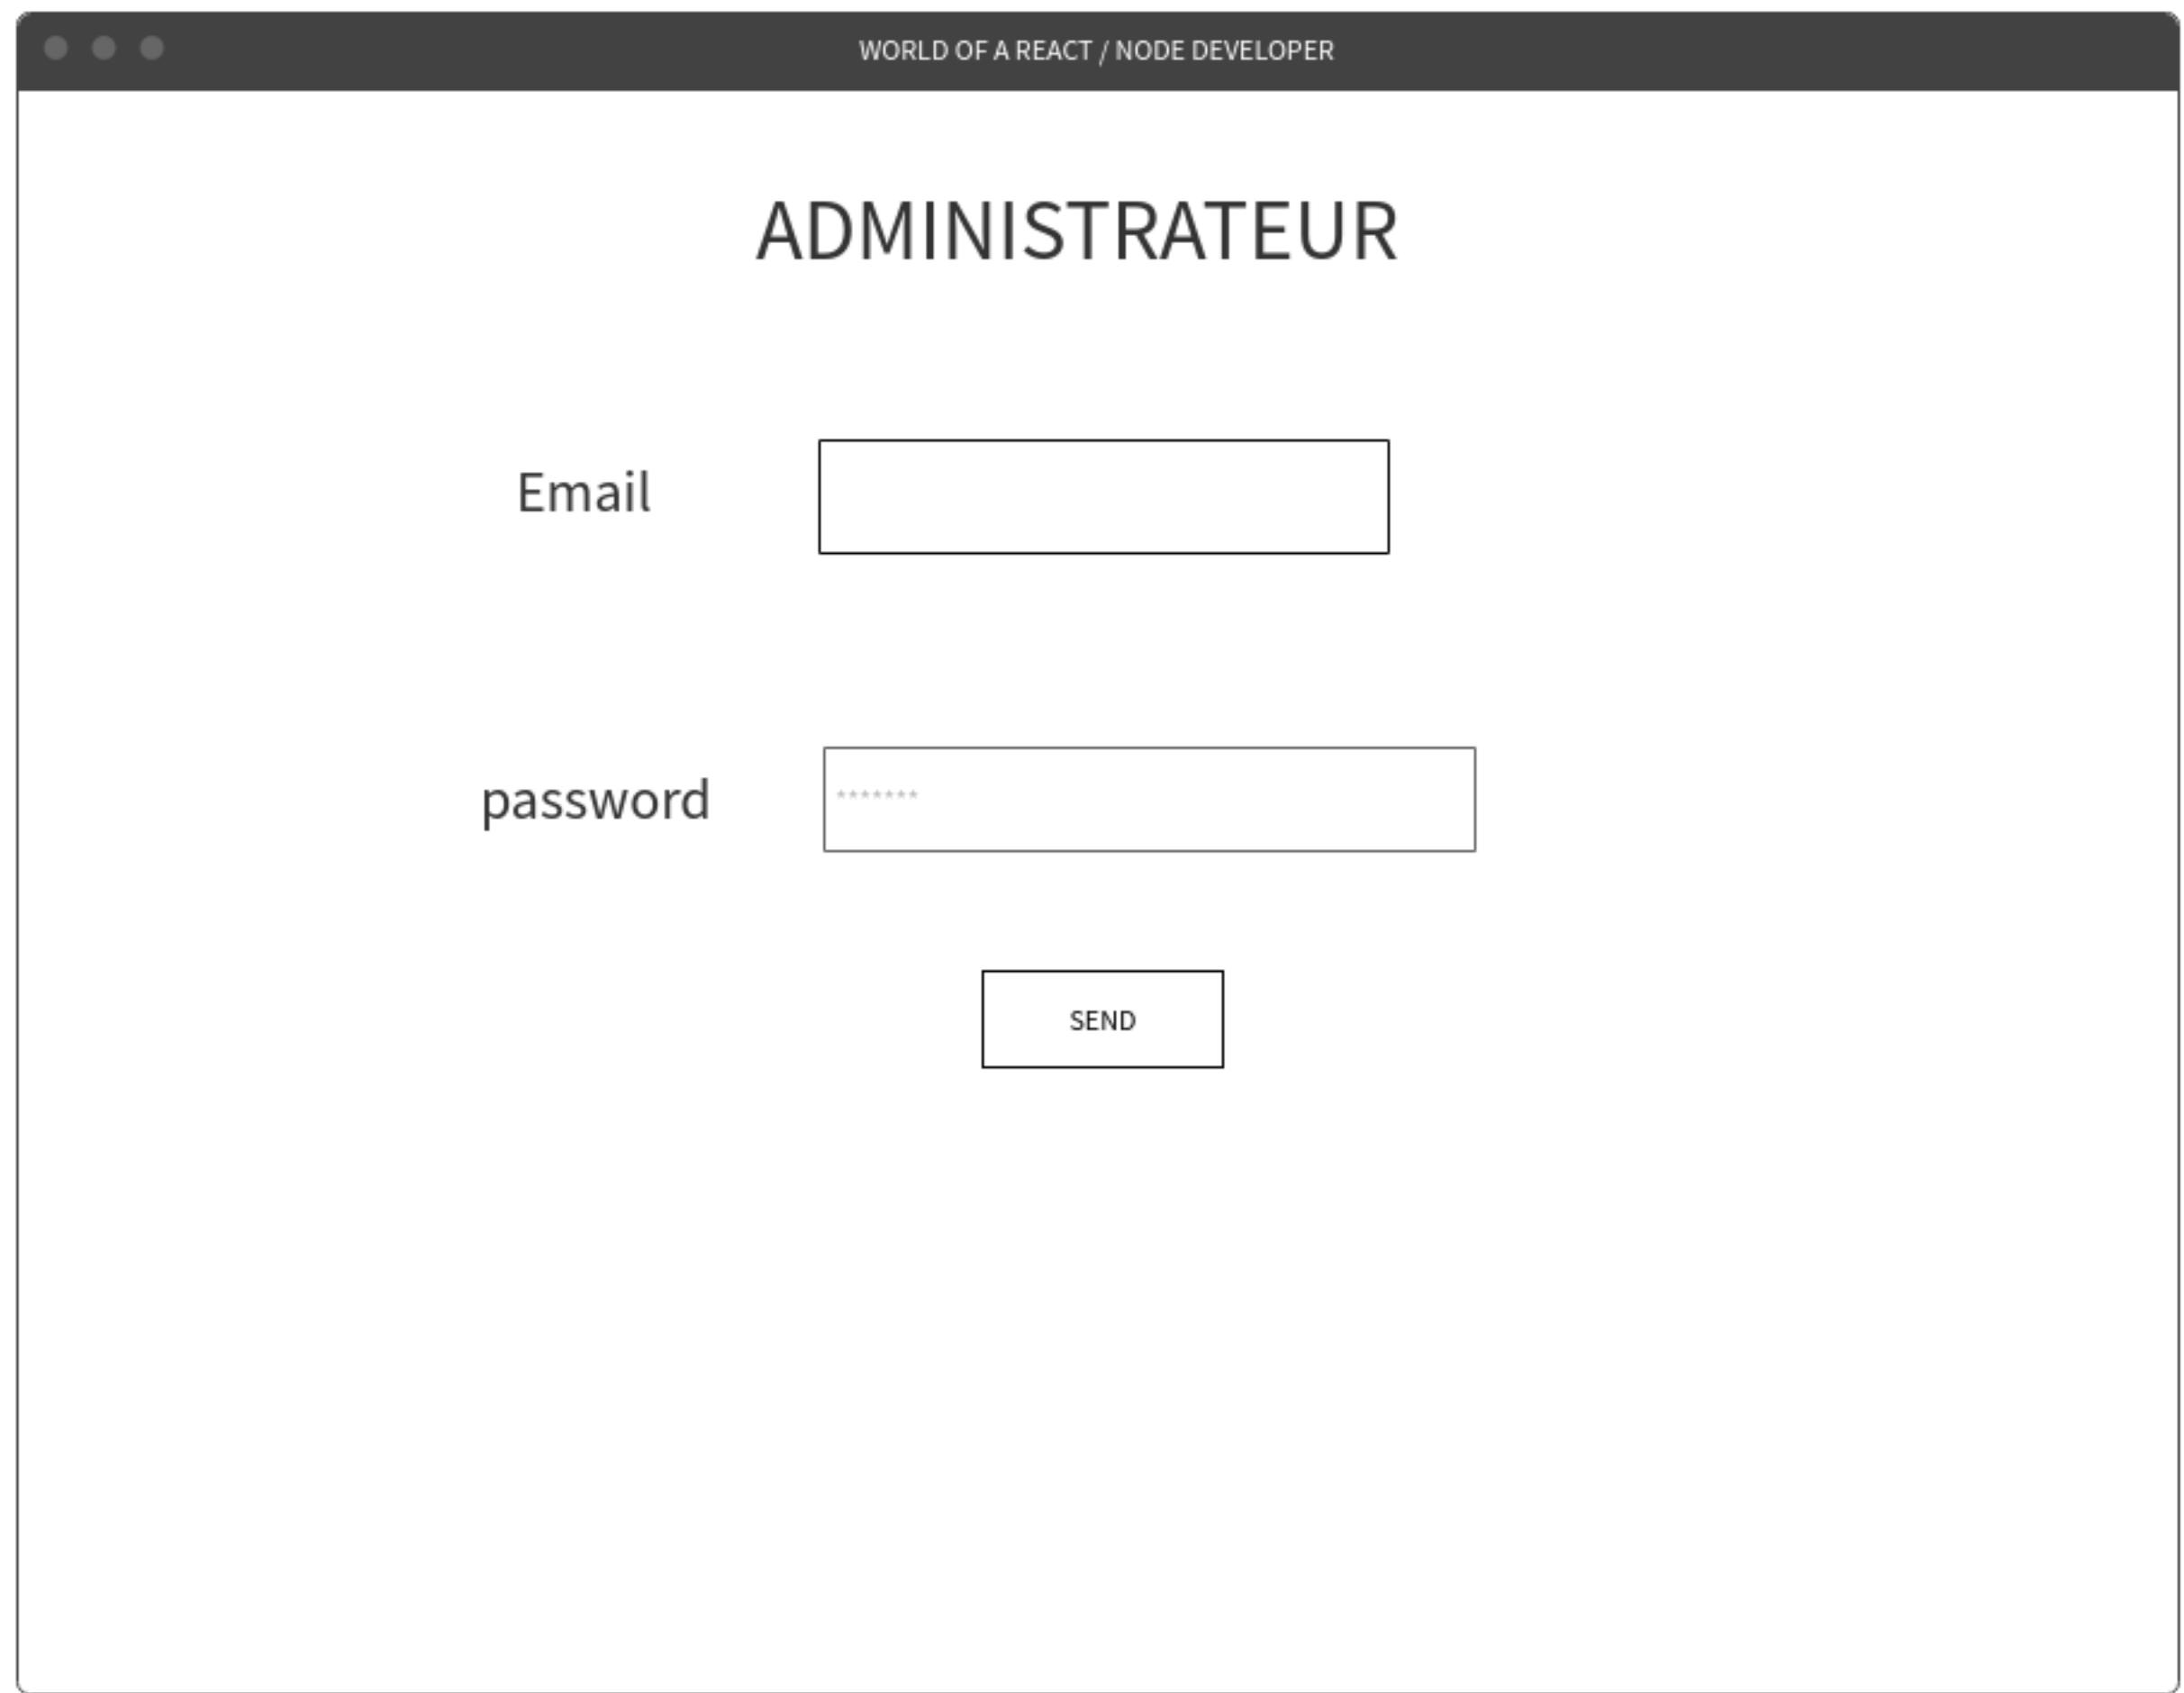 WORLD OF A REACT / NODE DEVELOPER
ADMINISTRATEUR
Email
password
*******
SEND